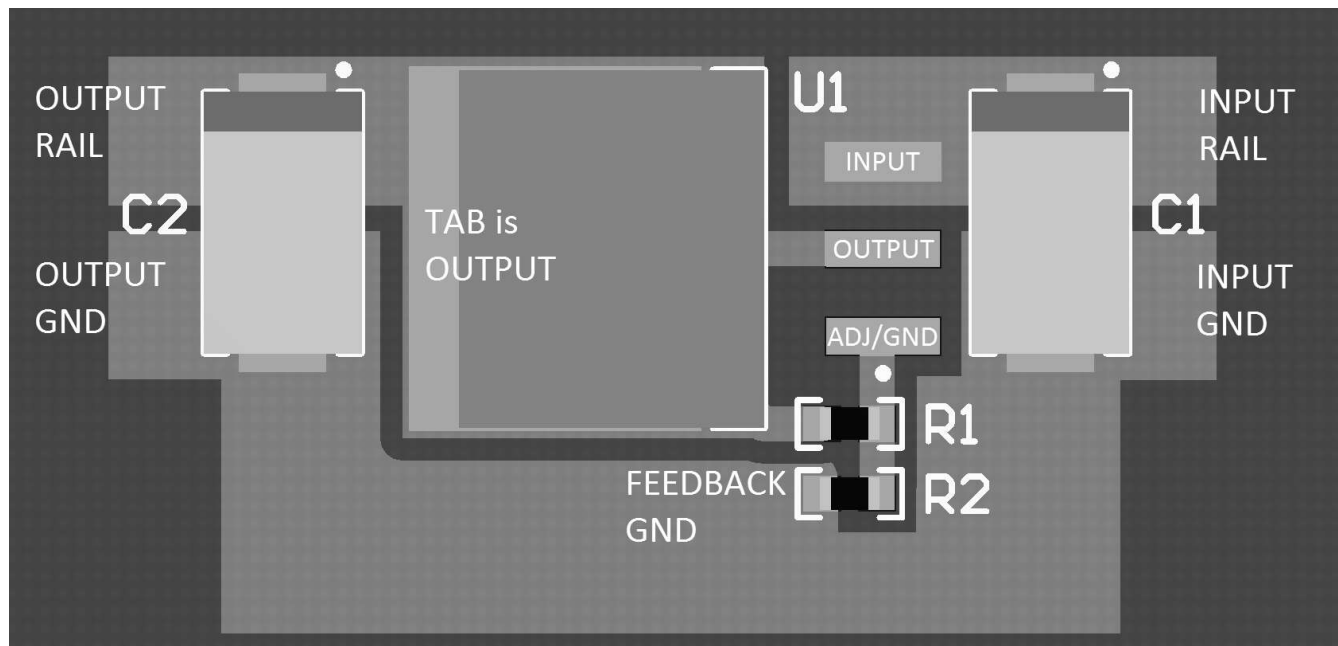 OUTPUT
RAIL
C2
OUTPUT
GND
TAB is
OUTPUT
U1
INPUT
OUTPUT
ADJ/GND
INPUT
RAIL
C1
INPUT
GND
R1
FEEDBACK
GND
R2